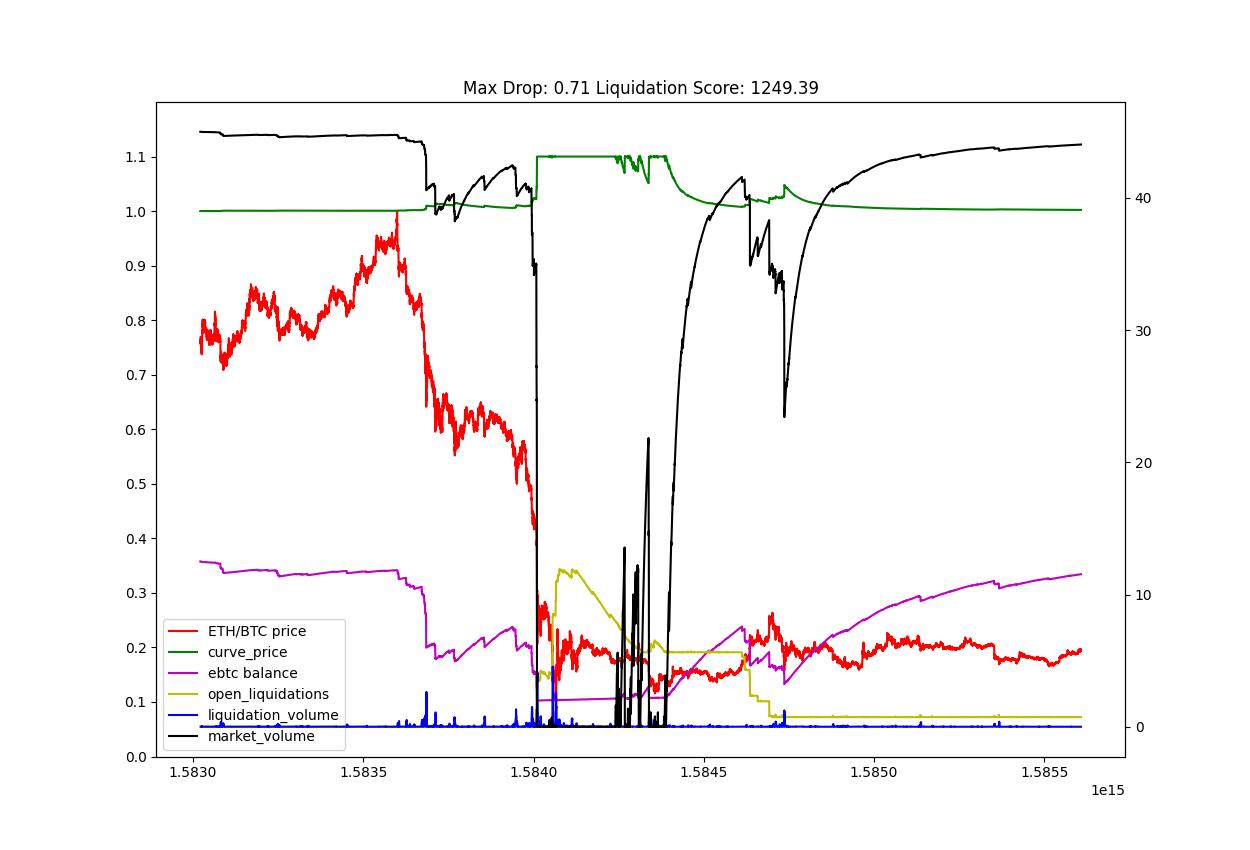 Max Drop: 0.71 Liquidation Score: 1249.39
1.1
1.0
0.9
0.8
0.7
0.6
0.5
0.4
0.3
0.2
0.1
0.0
40
30
20
10
0
ETH/BTC price
curve_price
ebtc balance
open_liquidations
liquidation_volume
market_volume
1.5830 1.5835 1.5840 1.5845 1.5850 1.5855
1e15